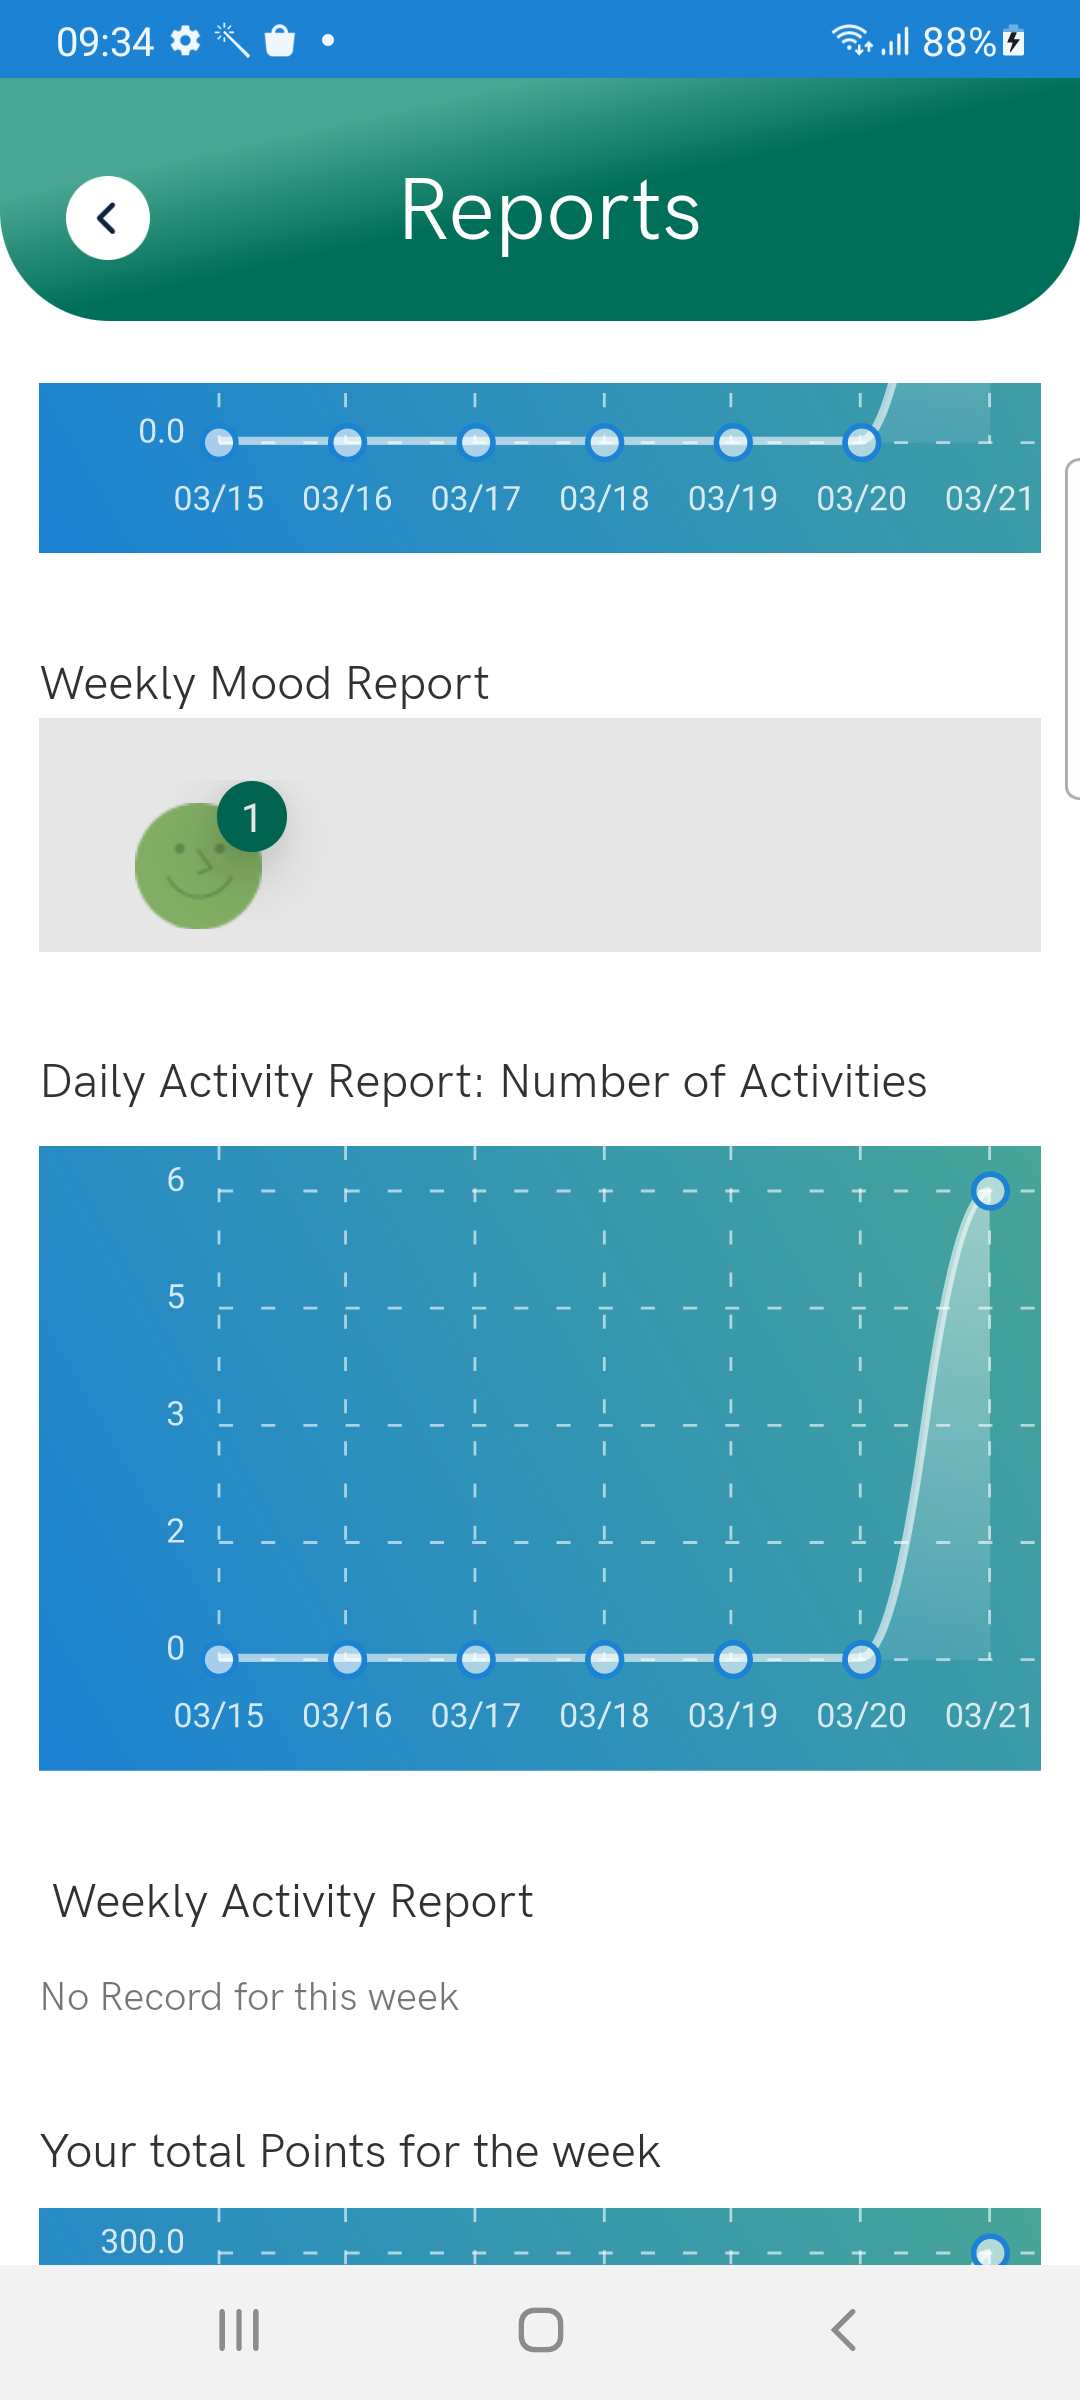 09:34 88%
Reports
0.0
03/15 03/16 03/17 03/18 03/19 03/20 03/21
Weekly Mood Report
1
Daily Activity Report: Number of Activities
6
5
3
2
0
03/15 03/16 03/17 03/18 03/19 03/20 03/21
Weekly Activity Report
No Record for this week
Your total Points for the week
300.0